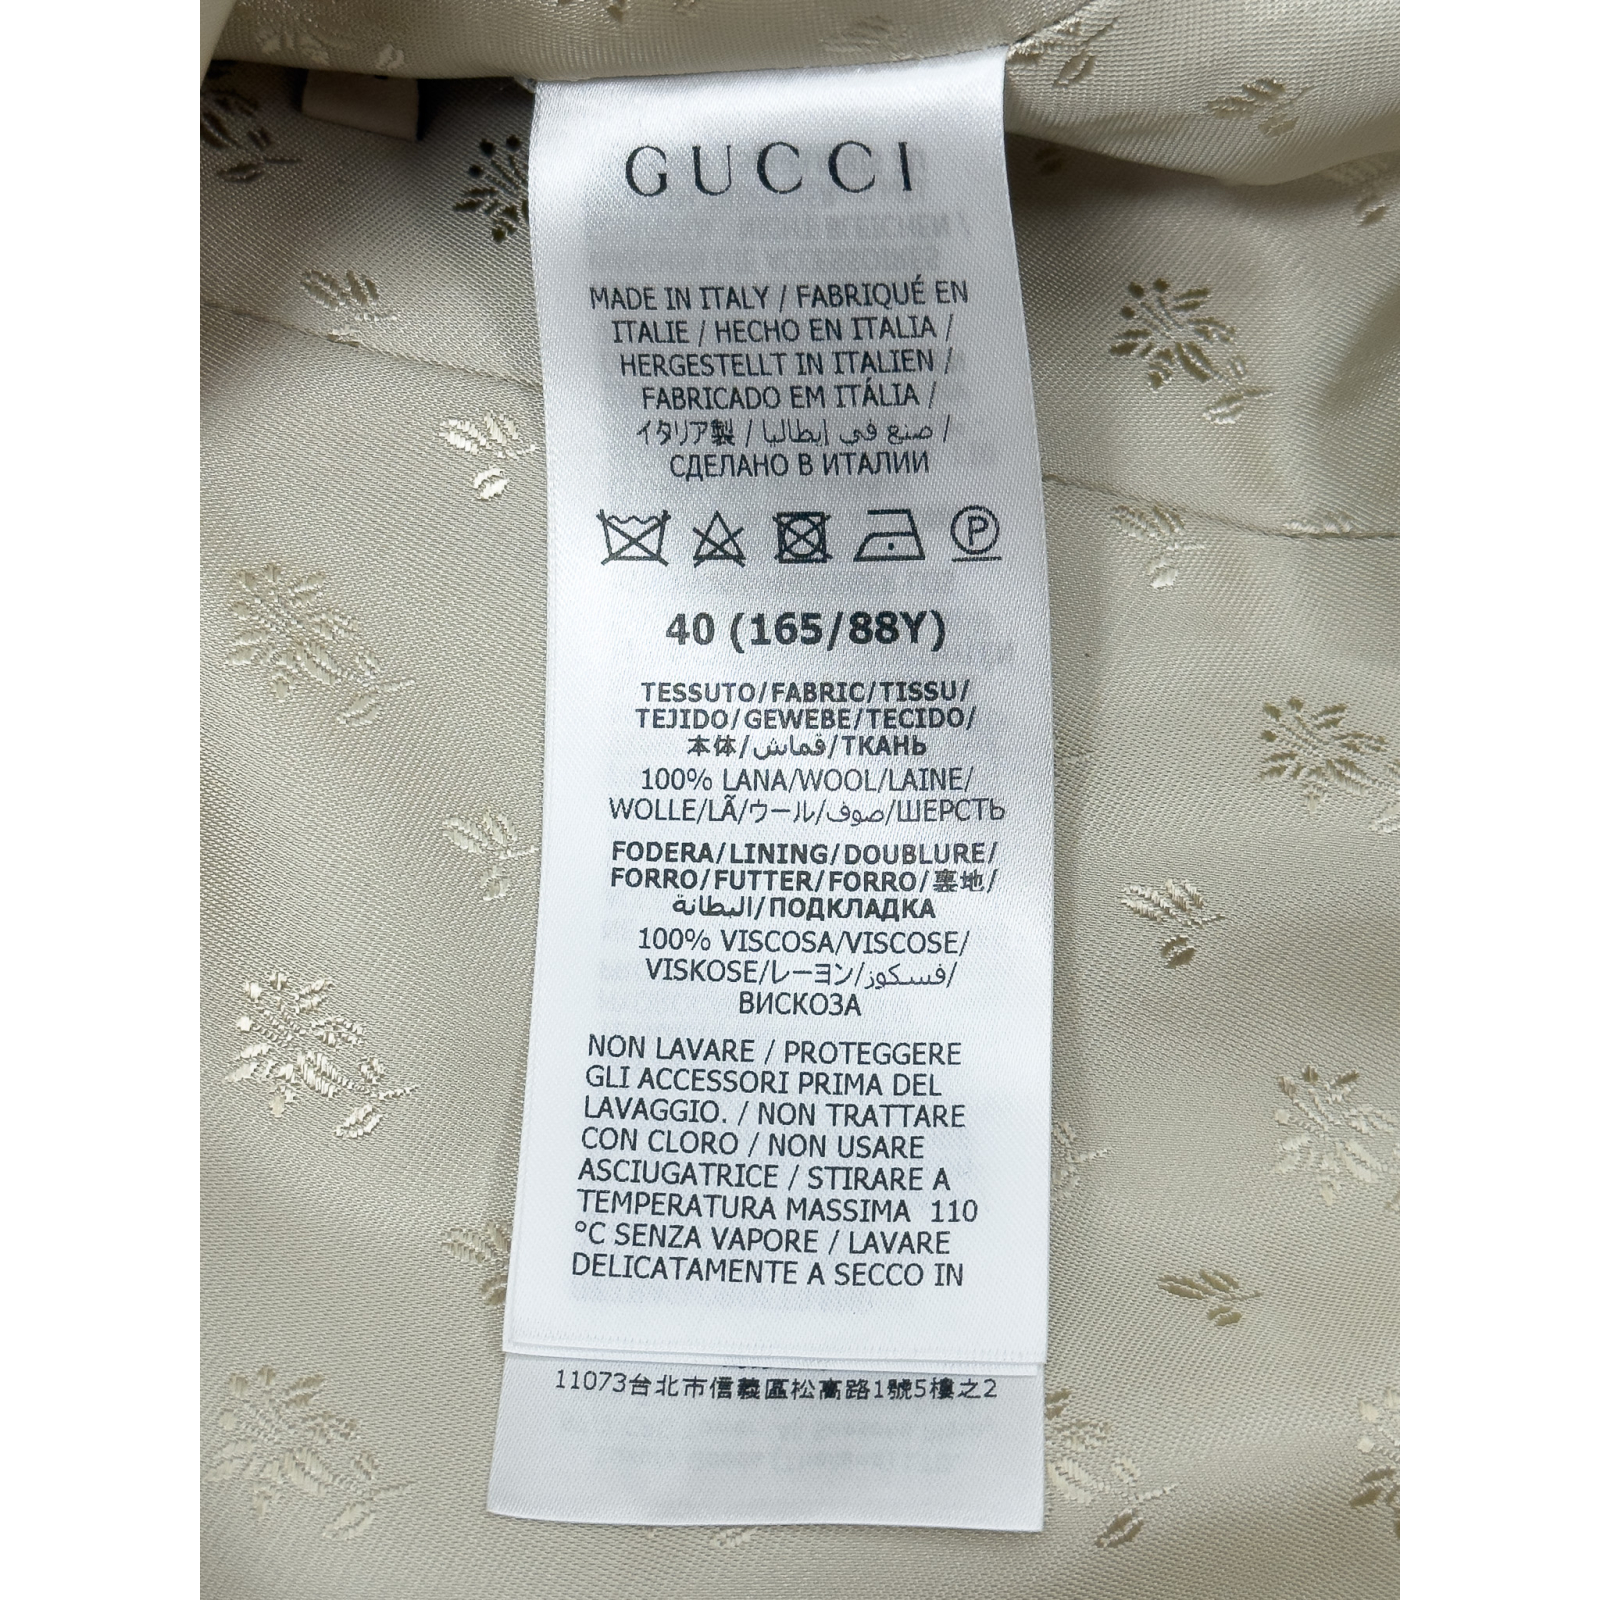 GUCCI
MADE IN ITALY / FABRIQUÉ EN
ITALIE / HECHO EN ITALIA /
HERGESTELLT IN ITALIEN /
FABRICADO EM ITÁLIA /
イタリア製 / صنع في إيطاليا /
СДЕЛАНО В ИТАЛИИ
P
40 (165/88Y)
TESSUTO/FABRIC/TISSU/
TEJIDO/GEWEBE/TECIDO/
本体/قماش/ТКАНЬ
100% LANA/WOOL/LAINE/
WOLLE/LÃ/ウール/صوف/ШЕРСТЬ
FODERA/LINING/DOUBLURE/
FORRO/FUTTER/FORRO/裏地/
البطانة/ПОДКЛАДКА
100% VISCOSA/VISCOSE/
VISKOSE/レーヨン/فسكوز/
ВИСКОЗА
NON LAVARE / PROTEGGERE
GLI ACCESSORI PRIMA DEL
LAVAGGIO. / NON TRATTARE
CON CLORO / NON USARE
ASCIUGATRICE / STIRARE A
TEMPERATURA MASSIMA 110
°C SENZA VAPORE / LAVARE
DELICATAMENTE A SECCO IN
11073台北市信義區松高路1號5樓之2